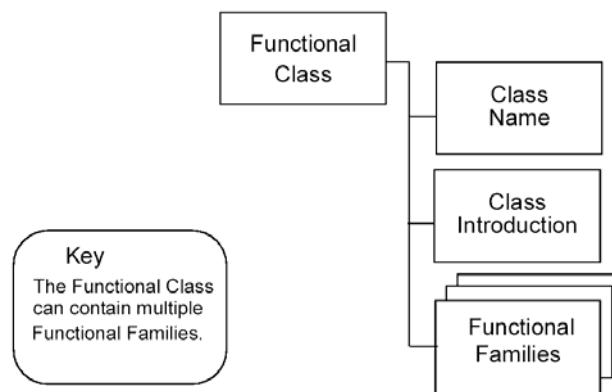 Functional
Class
Class
Name
Class
Introduction
Key
The Functional Class
can contain multiple
Functional Families.
Functional
Families